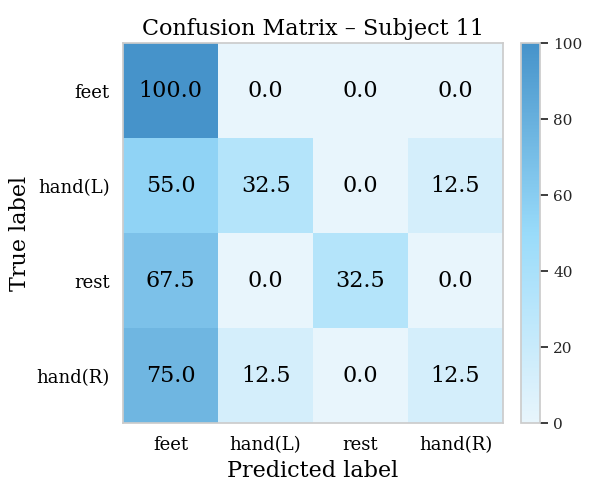 Confusion Matrix – Subject 11
True label
feet 100.0 0.0 0.0 0.0
hand(L) 55.0 32.5 0.0 12.5
rest 67.5 0.0 32.5 0.0
hand(R) 75.0 12.5 0.0 12.5
feet hand(L) rest hand(R)
Predicted label
100
80
60
40
20
0